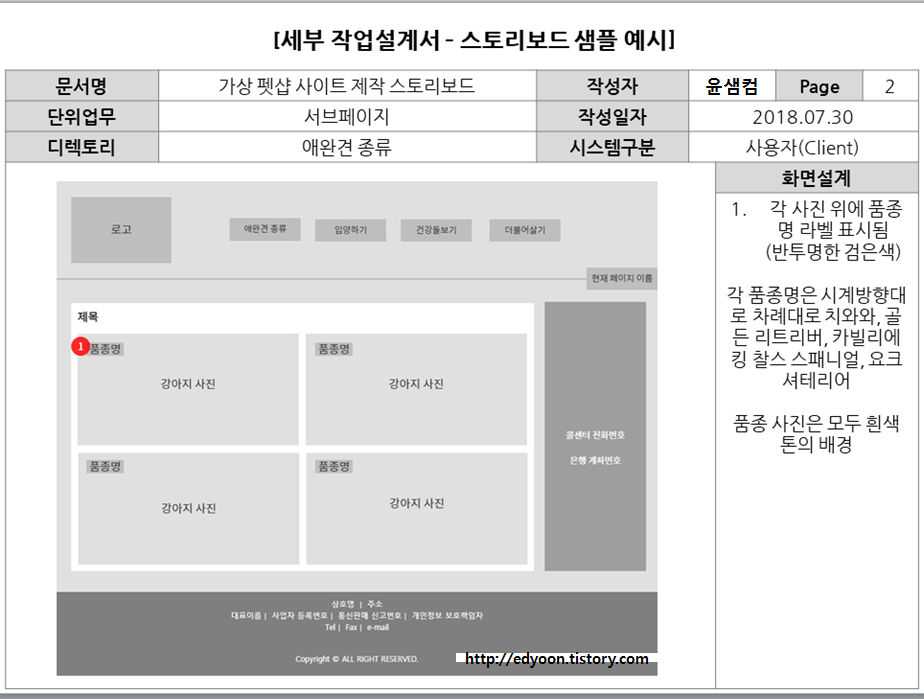 [세부 작업설계서 - 스토리보드 샘플 예시]
문서명 가상 펫샵 사이트 제작 스토리보드 작성자 윤샘컴 Page 2
단위업무 서브페이지 작성일자 2018.07.30
디렉토리 애완견 종류 시스템구분 사용자(Client)
로고
애완견 종류 입양하기 건강돌보기 더불어살기
현재 페이지 이름
제목
1 품종명
강아지 사진
품종명
강아지 사진
품종명
강아지 사진
품종명
강아지 사진
콜센터 전화번호
은행 계좌번호
상호명 | 주소
대표이름 | 사업자 등록번호 | 통신판매 신고번호 | 개인정보 보호책임자
Tel | Fax | e-mail
Copyright © ALL RIGHT RESERVED.
http://edyoon.tistory.com
화면설계
1. 각 사진 위에 품종
명 라벨 표시됨
(반투명한 검은색)
각 품종명은 시계방향대
로 차례대로 치와와, 골
든 리트리버, 카빌리에
킹 찰스 스패니얼, 요크
셔테리어
품종 사진은 모두 흰색
톤의 배경